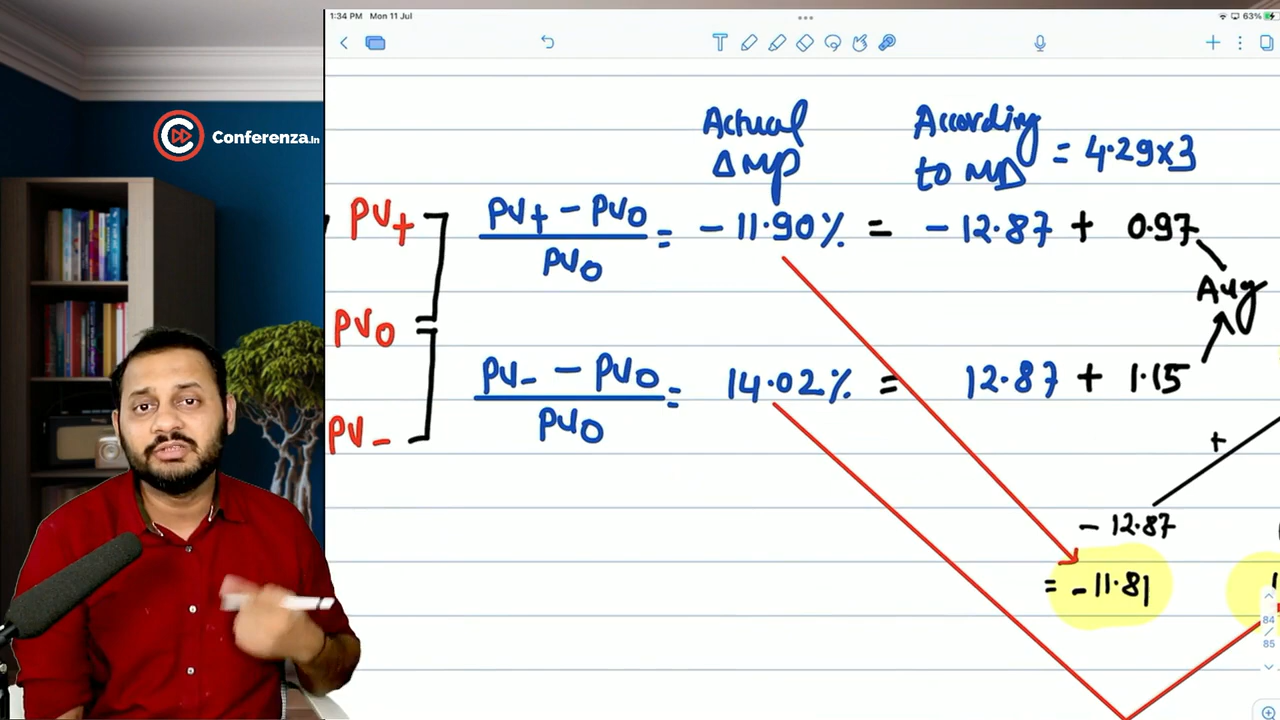 1:34 PM Mon 11 Jul
63%
Conferenza.In
Actual
ΔMP
According
to MD = 4.29x3
PV+
PV+ - PV0
PV0
= -11.90% = -12.87 + 0.97
Avg
PV0 =
PV- - PV0
PV0
= 14.02% = 12.87 + 1.15
PV-
+
- 12.87
= -11.81
84
/
85